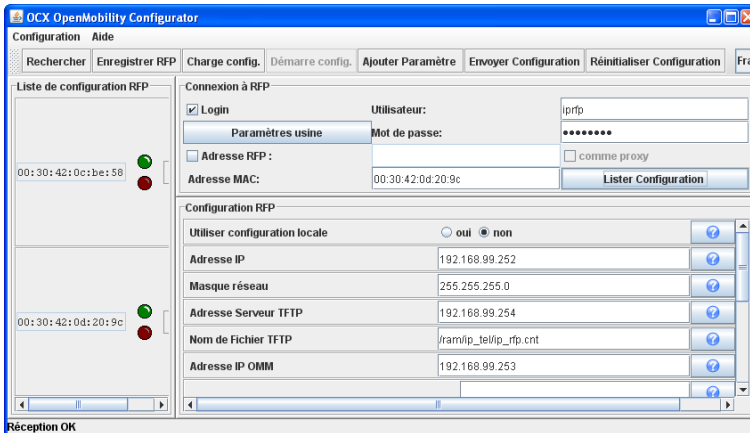 OCX OpenMobility Configurator
Configuration Aide
Rechercher Enregistrer RFP Charge config. Démarre config. Ajouter Paramètre Envoyer Configuration Réinitialiser Configuration Fra
Liste de configuration RFP
00:30:42:0c:be:58
00:30:42:0d:20:9c
Connexion à RFP
Login Utilisateur: iprfp
Paramètres usine Mot de passe: ●●●●●●●●
Adresse RFP : comme proxy
Adresse MAC: 00:30:42:0d:20:9c Lister Configuration
Configuration RFP
Utiliser configuration locale oui non ?
Adresse IP 192.168.99.252 ?
Masque réseau 255.255.255.0 ?
Adresse Serveur TFTP 192.168.99.254 ?
Nom de Fichier TFTP /ram/ip_tel/ip_rfp.cnt ?
Adresse IP OMM 192.168.99.253 ?
?
Réception OK